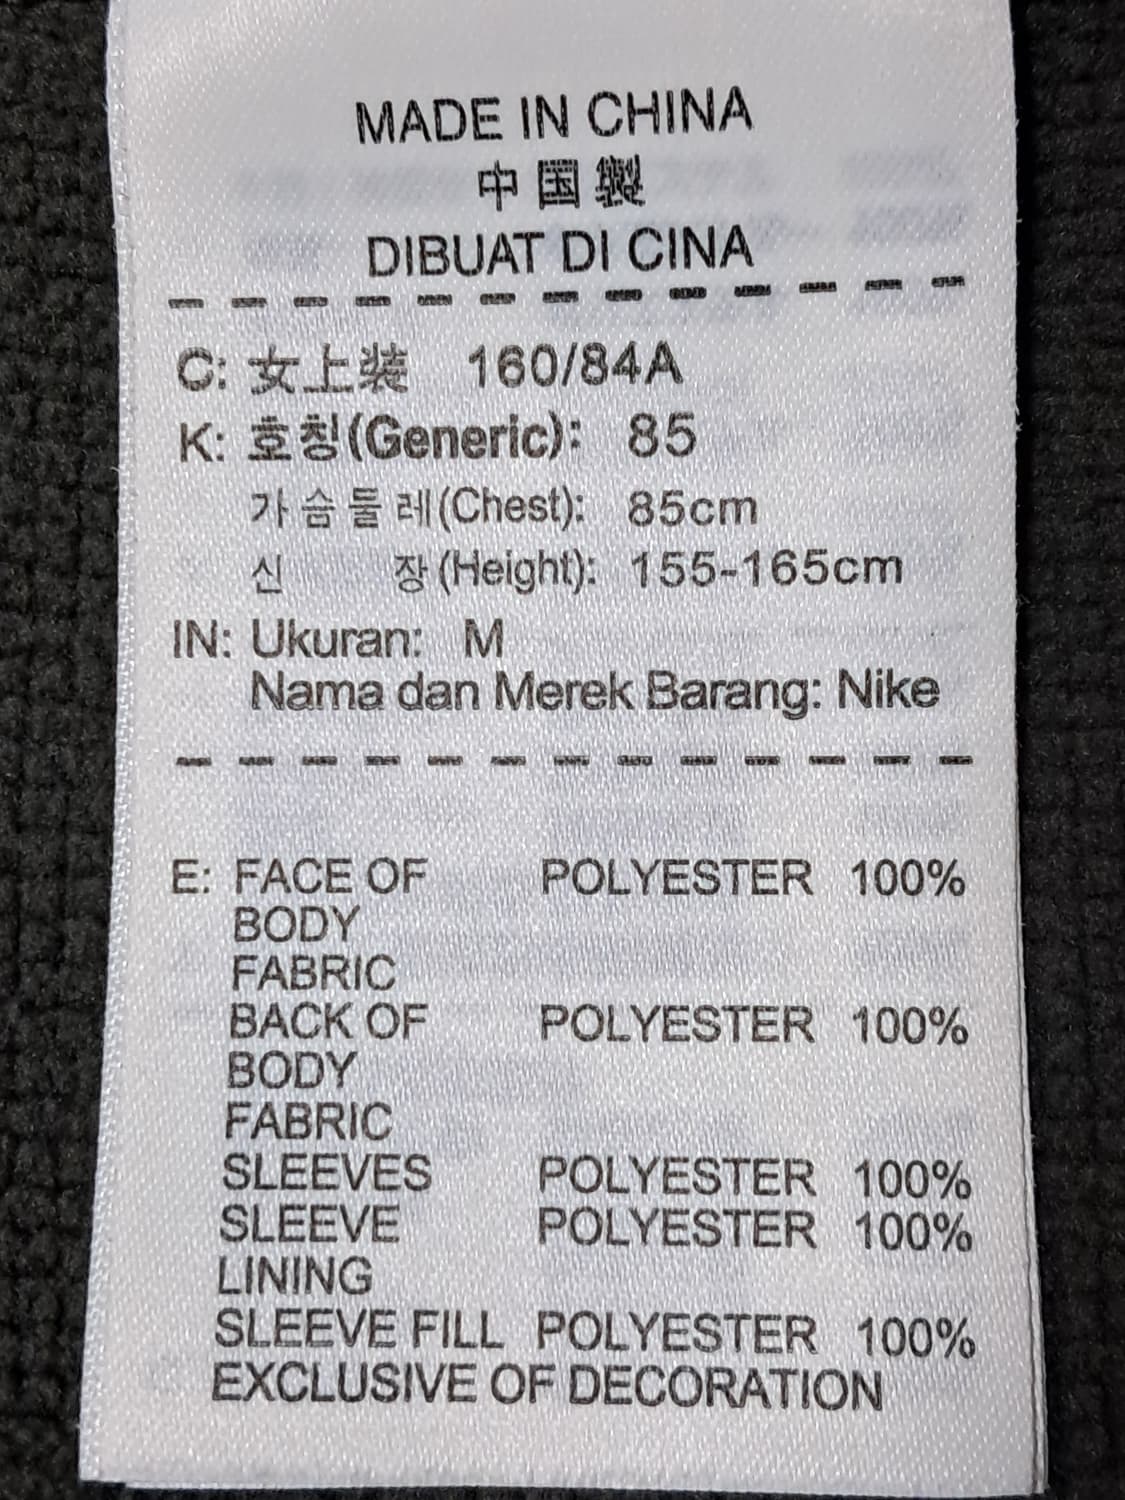 MADE IN CHINA
中国製
DIBUAT DI CINA
C: 女上装 160/84A
K: 호칭(Generic): 85
가슴둘레(Chest): 85cm
신 장(Height): 155-165cm
IN: Ukuran: M
Nama dan Merek Barang: Nike
E: FACE OF POLYESTER 100%
BODY
FABRIC
BACK OF POLYESTER 100%
BODY
FABRIC
SLEEVES POLYESTER 100%
SLEEVE POLYESTER 100%
LINING
SLEEVE FILL POLYESTER 100%
EXCLUSIVE OF DECORATION